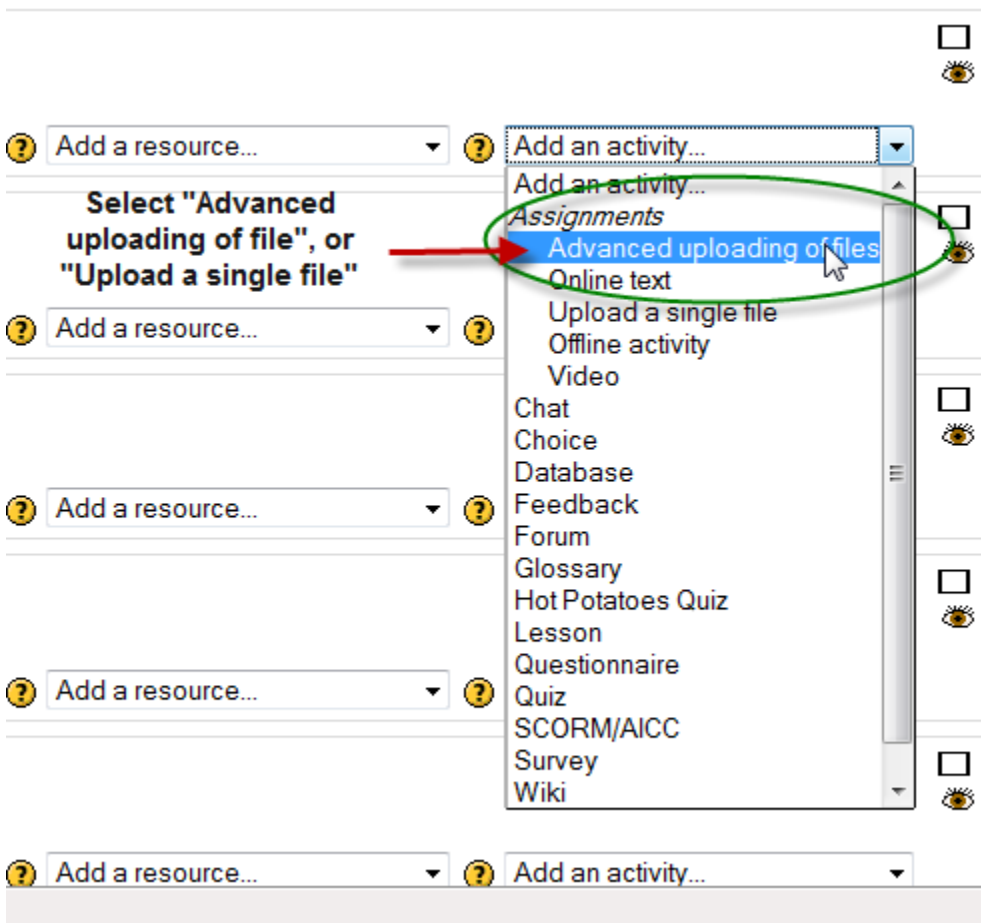 Add a resource...
Add an activity...
Add an activity...
Select "Advanced
uploading of file", or
"Upload a single file"
Assignments
Advanced uploading of files
Online text
Upload a single file
Offline activity
Video
Chat
Choice
Database
Feedback
Forum
Glossary
Hot Potatoes Quiz
Lesson
Questionnaire
Quiz
SCORM/AICC
Survey
Wiki
Add a resource...
Add a resource...
Add a resource...
Add a resource...
Add an activity...